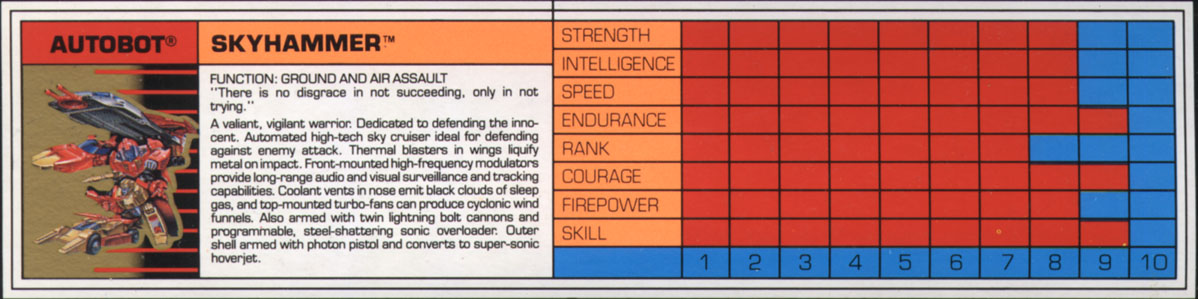 AUTOBOT®
SKYHAMMER™
FUNCTION: GROUND AND AIR ASSAULT
"There is no disgrace in not succeeding, only in not
trying."
A valiant, vigilant warrior. Dedicated to defending the inno-
cent. Automated high-tech sky cruiser ideal for defending
against enemy attack. Thermal blasters in wings liquify
metal on impact. Front-mounted high-frequency modulators
provide long-range audio and visual surveillance and tracking
capabilities. Coolant vents in nose emit black clouds of sleep
gas, and top-mounted turbo-fans can produce cyclonic wind
funnels. Also armed with twin lightning bolt cannons and
programmable, steel-shattering sonic overloader. Outer
shell armed with photon pistol and converts to super-sonic
hoverjet.
STRENGTH
INTELLIGENCE
SPEED
ENDURANCE
RANK
COURAGE
FIREPOWER
SKILL
1 2 3 4 5 6 7 8 9 10